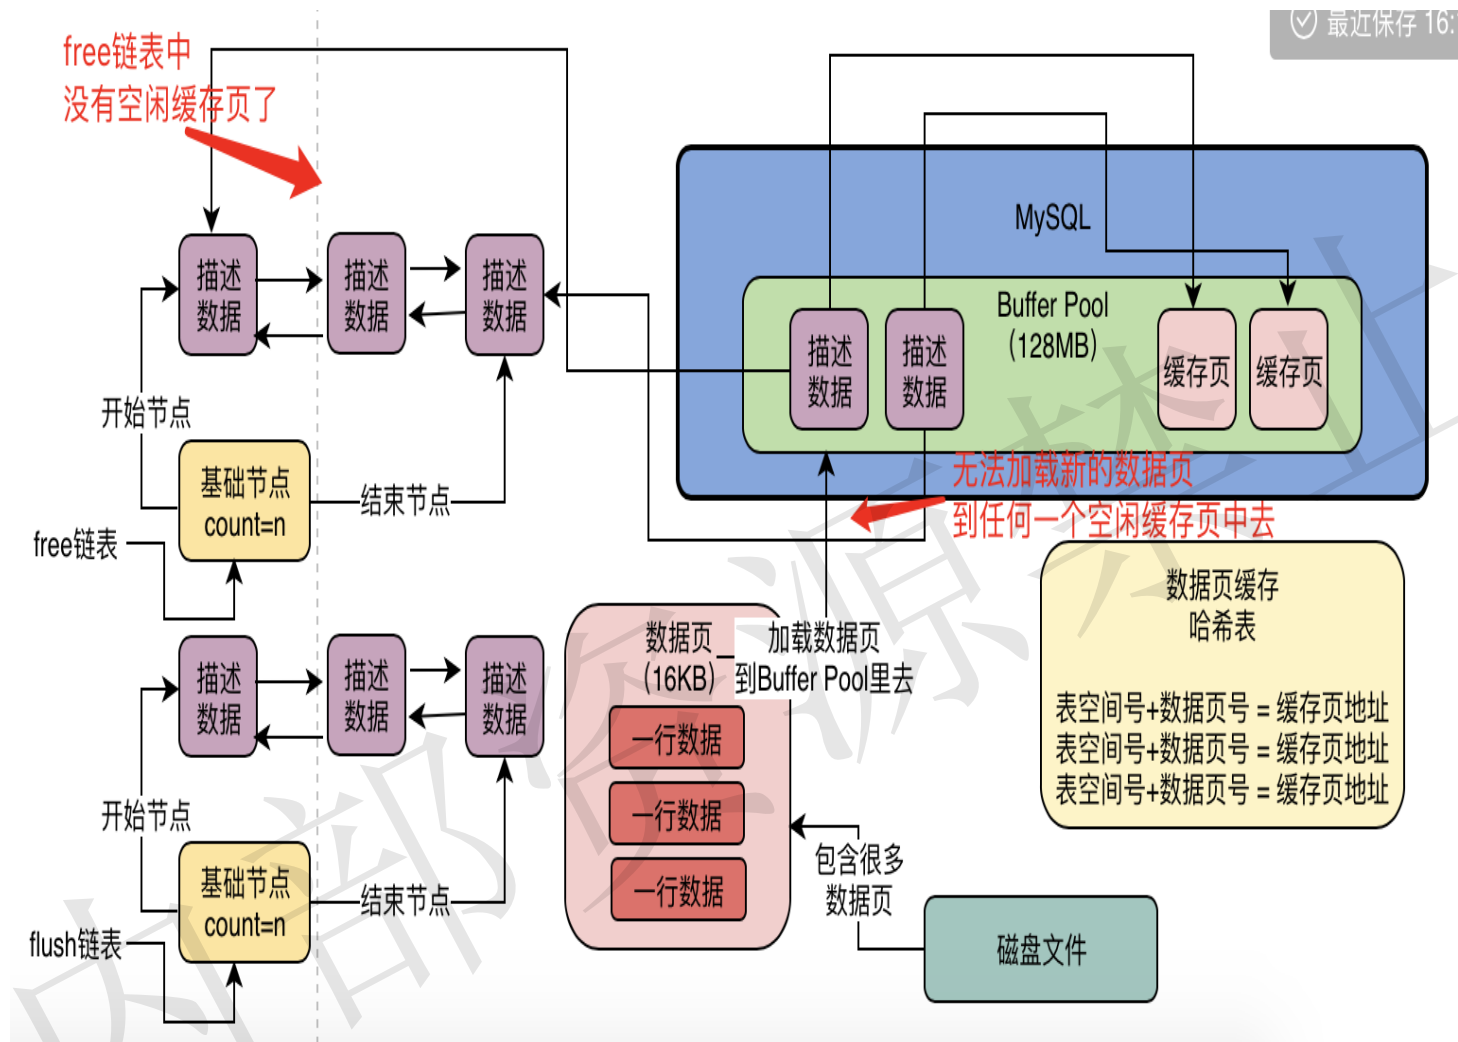 最近保存 16:
free链表中
没有空闲缓存页了
MySQL
Buffer Pool
(128MB)
描述
数据
描述
数据
描述
数据
描述
数据
描述
数据
缓存页
缓存页
开始节点
基础节点
count=n
结束节点
free链表
无法加载新的数据页
到任何一个空闲缓存页中去
数据页
(16KB)
加载数据页
到Buffer Pool里去
一行数据
一行数据
一行数据
数据页缓存
哈希表
表空间号+数据页号 = 缓存页地址
表空间号+数据页号 = 缓存页地址
表空间号+数据页号 = 缓存页地址
描述
数据
描述
数据
描述
数据
开始节点
基础节点
count=n
结束节点
flush链表
包含很多
数据页
磁盘文件
内部资源禁止